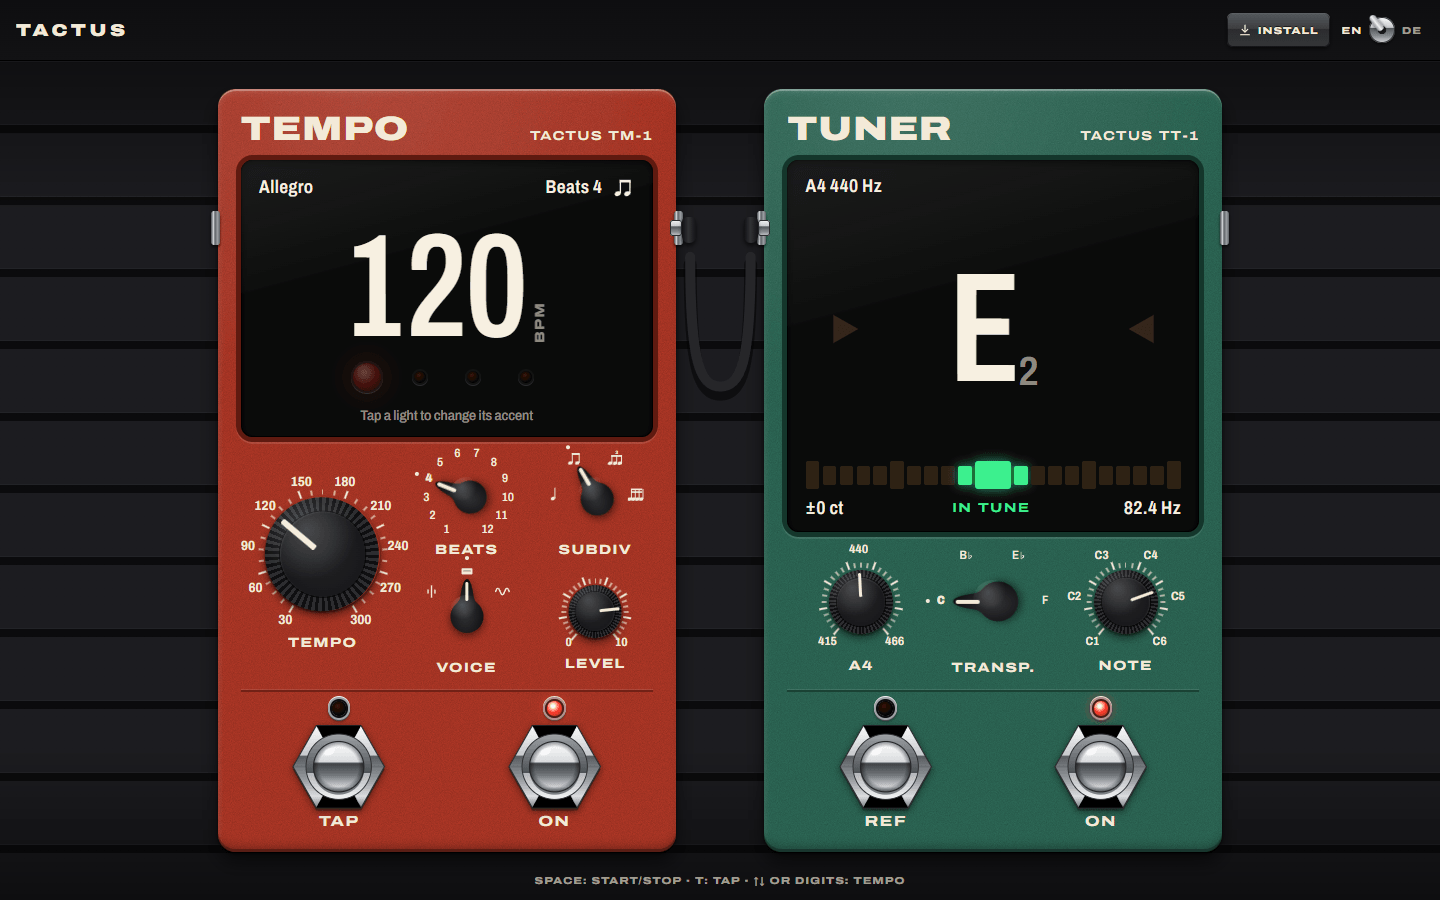 TACTUS
INSTALL
EN
DE
TEMPO
TACTUS TM-1
Allegro
Beats 4
120
BPM
Tap a light to change its accent
30
60
90
120
150
180
210
240
270
300
TEMPO
1
2
3
4
5
6
7
8
9
10
11
12
BEATS
SUBDIV
VOICE
0
10
LEVEL
TAP
ON
TUNER
TACTUS TT-1
A4 440 Hz
E2
±0 ct
IN TUNE
82.4 Hz
415
440
466
A4
C
B♭
E♭
F
TRANSP.
C1
C2
C3
C4
C5
C6
NOTE
REF
ON
SPACE: START/STOP · T: TAP · ↑↓ OR DIGITS: TEMPO